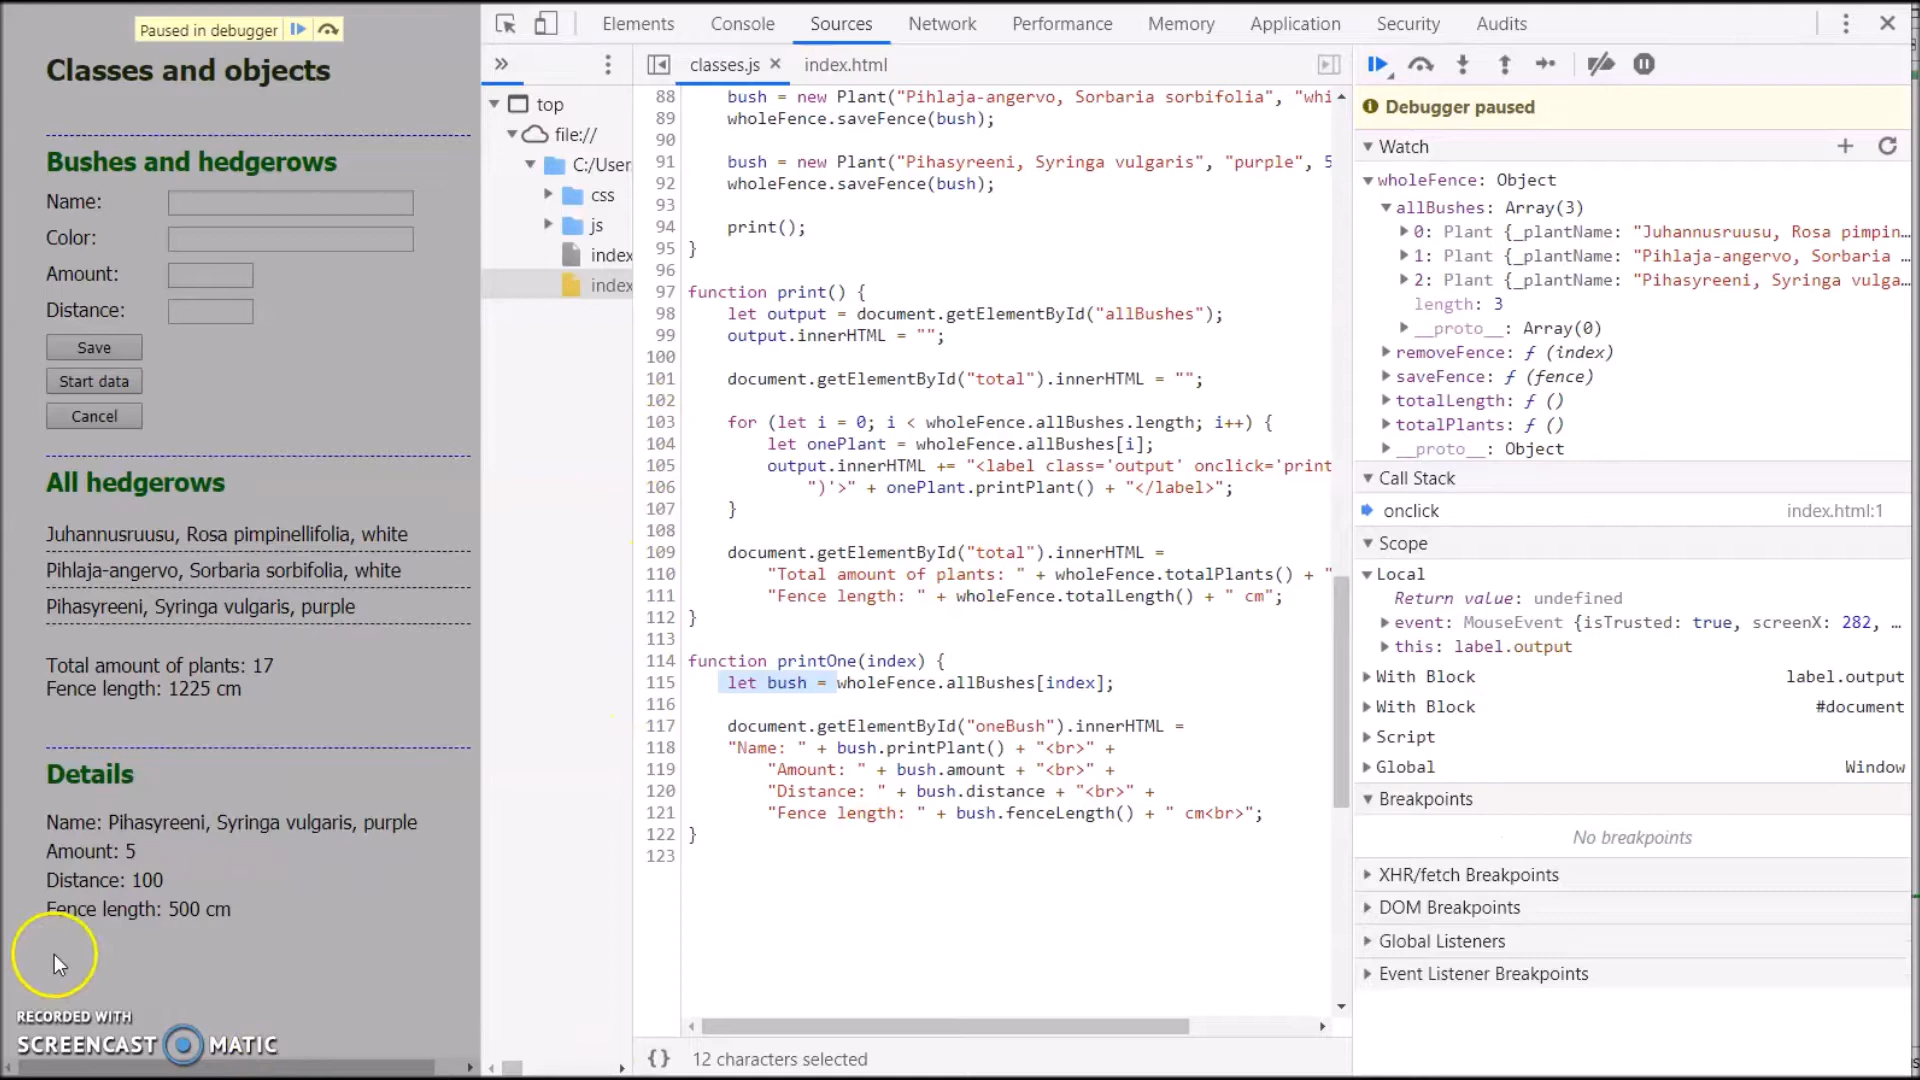 Paused in debugger
Classes and objects
Bushes and hedgerows
Name:
Color:
Amount:
Distance:
Save
Start data
Cancel
All hedgerows
Juhannusruusu, Rosa pimpinellifolia, white
Pihlaja-angervo, Sorbaria sorbifolia, white
Pihasyreeni, Syringa vulgaris, purple
Total amount of plants: 17
Fence length: 1225 cm
Details
Name: Pihasyreeni, Syringa vulgaris, purple
Amount: 5
Distance: 100
Fence length: 500 cm
RECORDED WITH
SCREENCAST MATIC
Elements Console Sources Network Performance Memory Application Security Audits
»
top
file://
C:/User
css
js
index
index
classes.js × index.html
88 bush = new Plant("Pihlaja-angervo, Sorbaria sorbifolia", "whi
89 wholeFence.saveFence(bush);
90
91 bush = new Plant("Pihasyreeni, Syringa vulgaris", "purple", 5
92 wholeFence.saveFence(bush);
93
94 print();
95 }
96
97 function print() {
98 let output = document.getElementById("allBushes");
99 output.innerHTML = "";
100
101 document.getElementById("total").innerHTML = "";
102
103 for (let i = 0; i < wholeFence.allBushes.length; i++) {
104 let onePlant = wholeFence.allBushes[i];
105 output.innerHTML += "<label class='output' onclick='print
106 ")'>" + onePlant.printPlant() + "</label>";
107 }
108
109 document.getElementById("total").innerHTML =
110 "Total amount of plants: " + wholeFence.totalPlants() + "
111 "Fence length: " + wholeFence.totalLength() + " cm";
112 }
113
114 function printOne(index) {
115 let bush = wholeFence.allBushes[index];
116
117 document.getElementById("oneBush").innerHTML =
118 "Name: " + bush.printPlant() + "<br>" +
119 "Amount: " + bush.amount + "<br>" +
120 "Distance: " + bush.distance + "<br>" +
121 "Fence length: " + bush.fenceLength() + " cm<br>";
122 }
123
{} 12 characters selected
Debugger paused
Watch
wholeFence: Object
allBushes: Array(3)
0: Plant {_plantName: "Juhannusruusu, Rosa pimpin…
1: Plant {_plantName: "Pihlaja-angervo, Sorbaria …
2: Plant {_plantName: "Pihasyreeni, Syringa vulga…
length: 3
__proto__: Array(0)
removeFence: ƒ (index)
saveFence: ƒ (fence)
totalLength: ƒ ()
totalPlants: ƒ ()
__proto__: Object
Call Stack
onclick index.html:1
Scope
Local
Return value: undefined
event: MouseEvent {isTrusted: true, screenX: 282, …
this: label.output
With Block label.output
With Block #document
Script
Global Window
Breakpoints
No breakpoints
XHR/fetch Breakpoints
DOM Breakpoints
Global Listeners
Event Listener Breakpoints